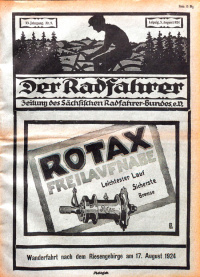 Der Radfahrer
Zeitung des Sächsischen Radfahrer-Bundes, e.V.
ROTAX
FREILAUFNABE
Leichtester Lauf
Sicherste
Bremse
Wanderfahrt nach dem Riesengebirge am 17. August 1924